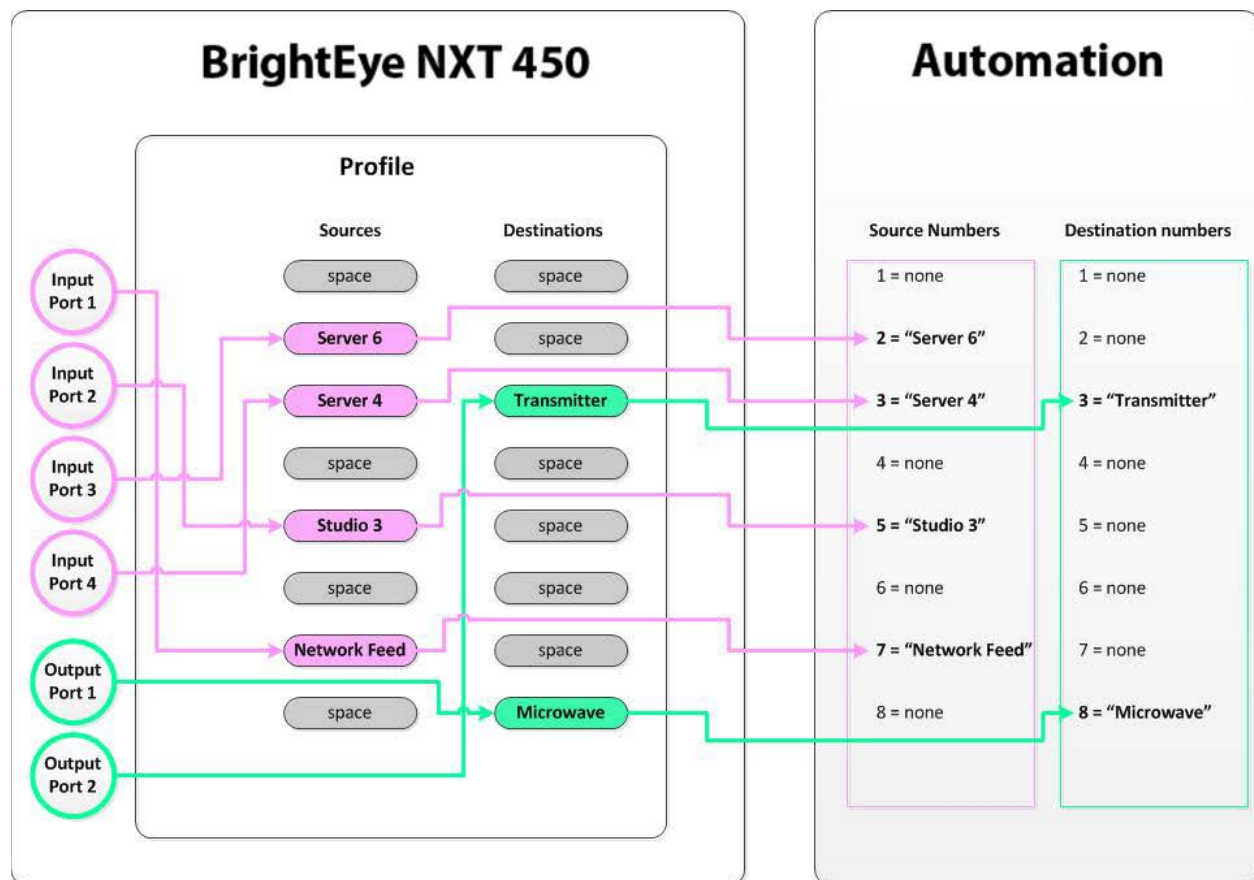 BrightEye NXT 450
Automation
Profile
Sources
Destinations
Source Numbers
Destination numbers
Input
Port 1
Input
Port 2
Input
Port 3
Input
Port 4
Output
Port 1
Output
Port 2
space
Server 6
Server 4
space
Studio 3
space
Network Feed
space
space
space
Transmitter
space
space
space
space
Microwave
1 = none
2 = “Server 6”
3 = “Server 4”
4 = none
5 = “Studio 3”
6 = none
7 = “Network Feed”
8 = none
1 = none
2 = none
3 = “Transmitter”
4 = none
5 = none
6 = none
7 = none
8 = “Microwave”